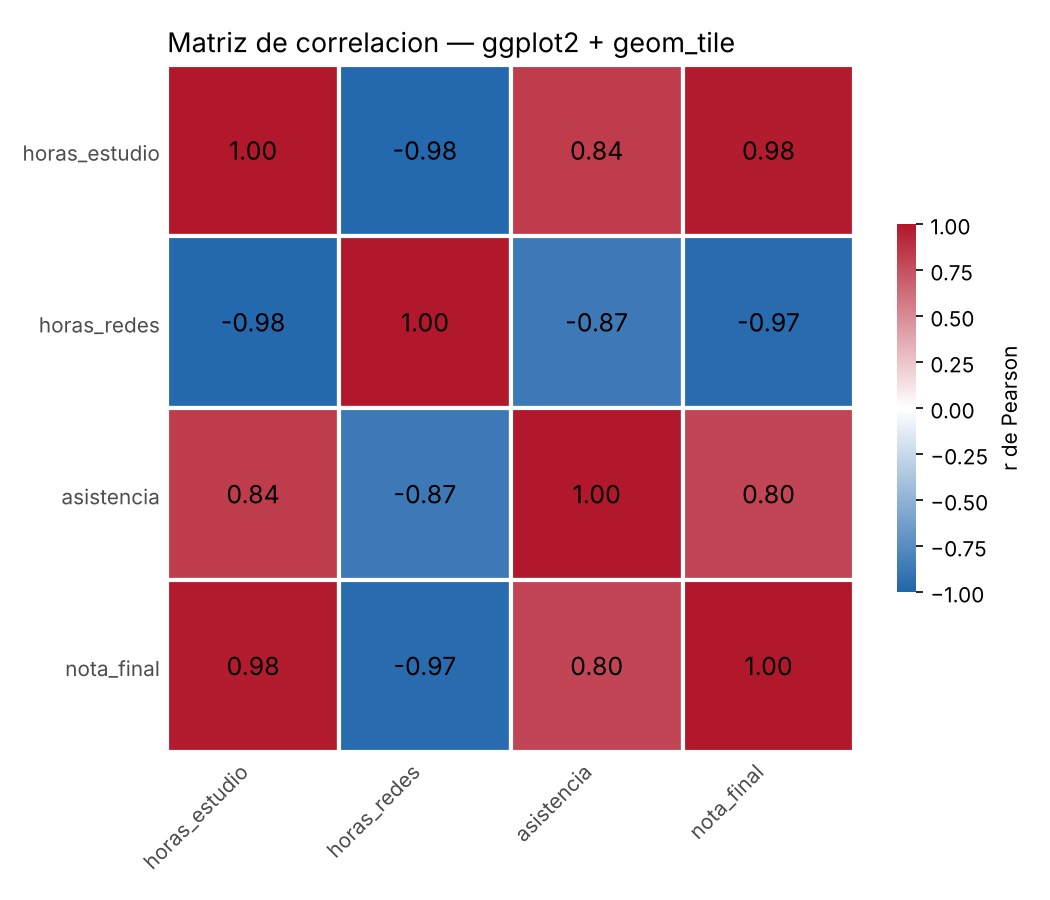 Matriz de correlacion — ggplot2 + geom_tile
horas_estudio 1.00 -0.98 0.84 0.98
horas_redes -0.98 1.00 -0.87 -0.97
asistencia 0.84 -0.87 1.00 0.80
nota_final 0.98 -0.97 0.80 1.00
horas_estudio horas_redes asistencia nota_final
1.00
0.75
0.50
0.25
0.00
−0.25
−0.50
−0.75
−1.00
r de Pearson